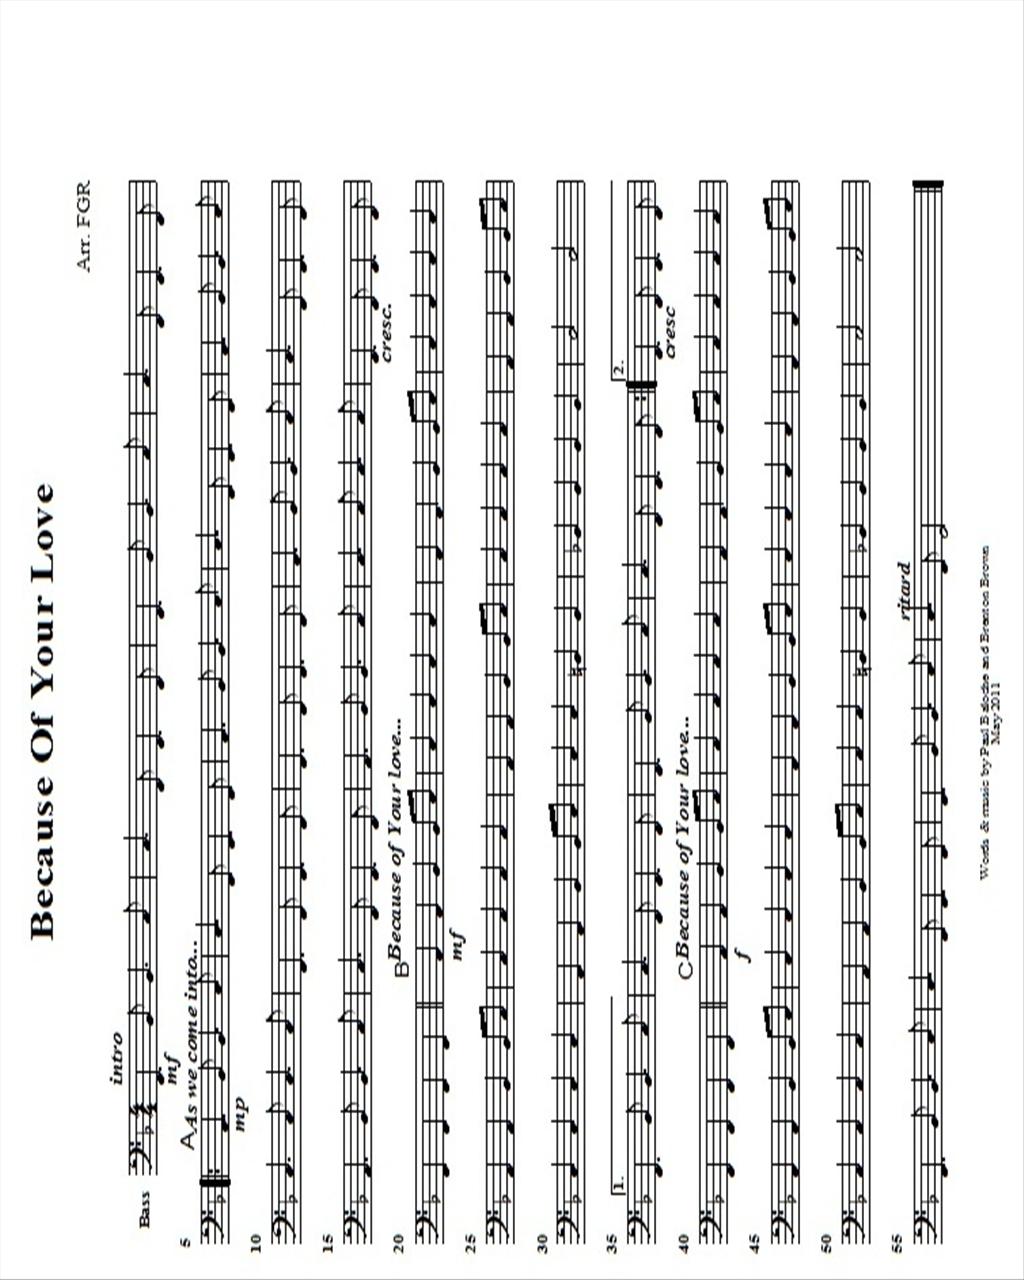 Because Of Your Love
Arr. FGR
intro
Bass
mf
5
A As we come into...
mp
10
15
cresc.
20
B Because of Your love...
mf
25
30
35
1.
2.
cresc
40
C Because of Your love...
f
45
50
55
ritard
Words & music by Paul Baloche and Brenton Brown
May 2011